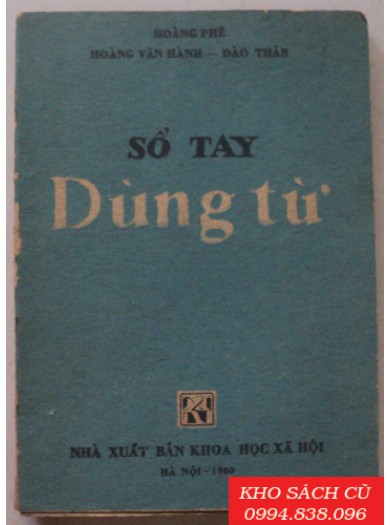 HOÀNG PHÊ
HOÀNG VĂN HÀNH — ĐÀO THẢN
SỔ TAY
Dùng từ
NHÀ XUẤT BẢN KHOA HỌC XÃ HỘI
HÀ NỘI - 1980
KHO SÁCH CŨ
0994.838.096